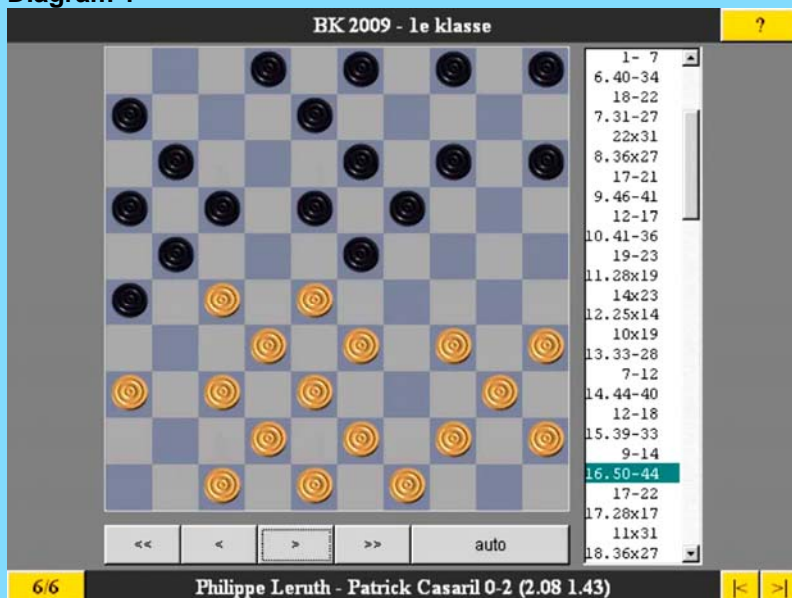 Diagram 1
BK 2009 - 1e klasse
?
1- 7
6.40-34
18-22
7.31-27
22x31
8.36x27
17-21
9.46-41
12-17
10.41-36
19-23
11.28x19
14x23
12.25x14
10x19
13.33-28
7-12
14.44-40
12-18
15.39-33
9-14
16.50-44
17-22
17.28x17
11x31
18.36x27
<< < > >> auto
6/6
Philippe Leruth - Patrick Casaril 0-2 (2.08 1.43)
|< >|